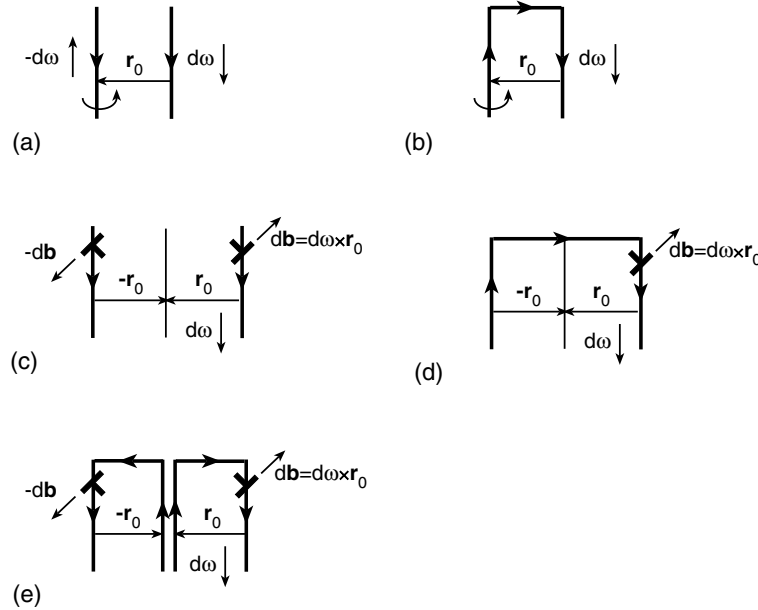 -dω
r₀
dω
(a)
r₀
dω
(b)
-db
db=dω×r₀
-r₀
r₀
dω
(c)
db=dω×r₀
-r₀
r₀
dω
(d)
-db
db=dω×r₀
-r₀
r₀
dω
(e)